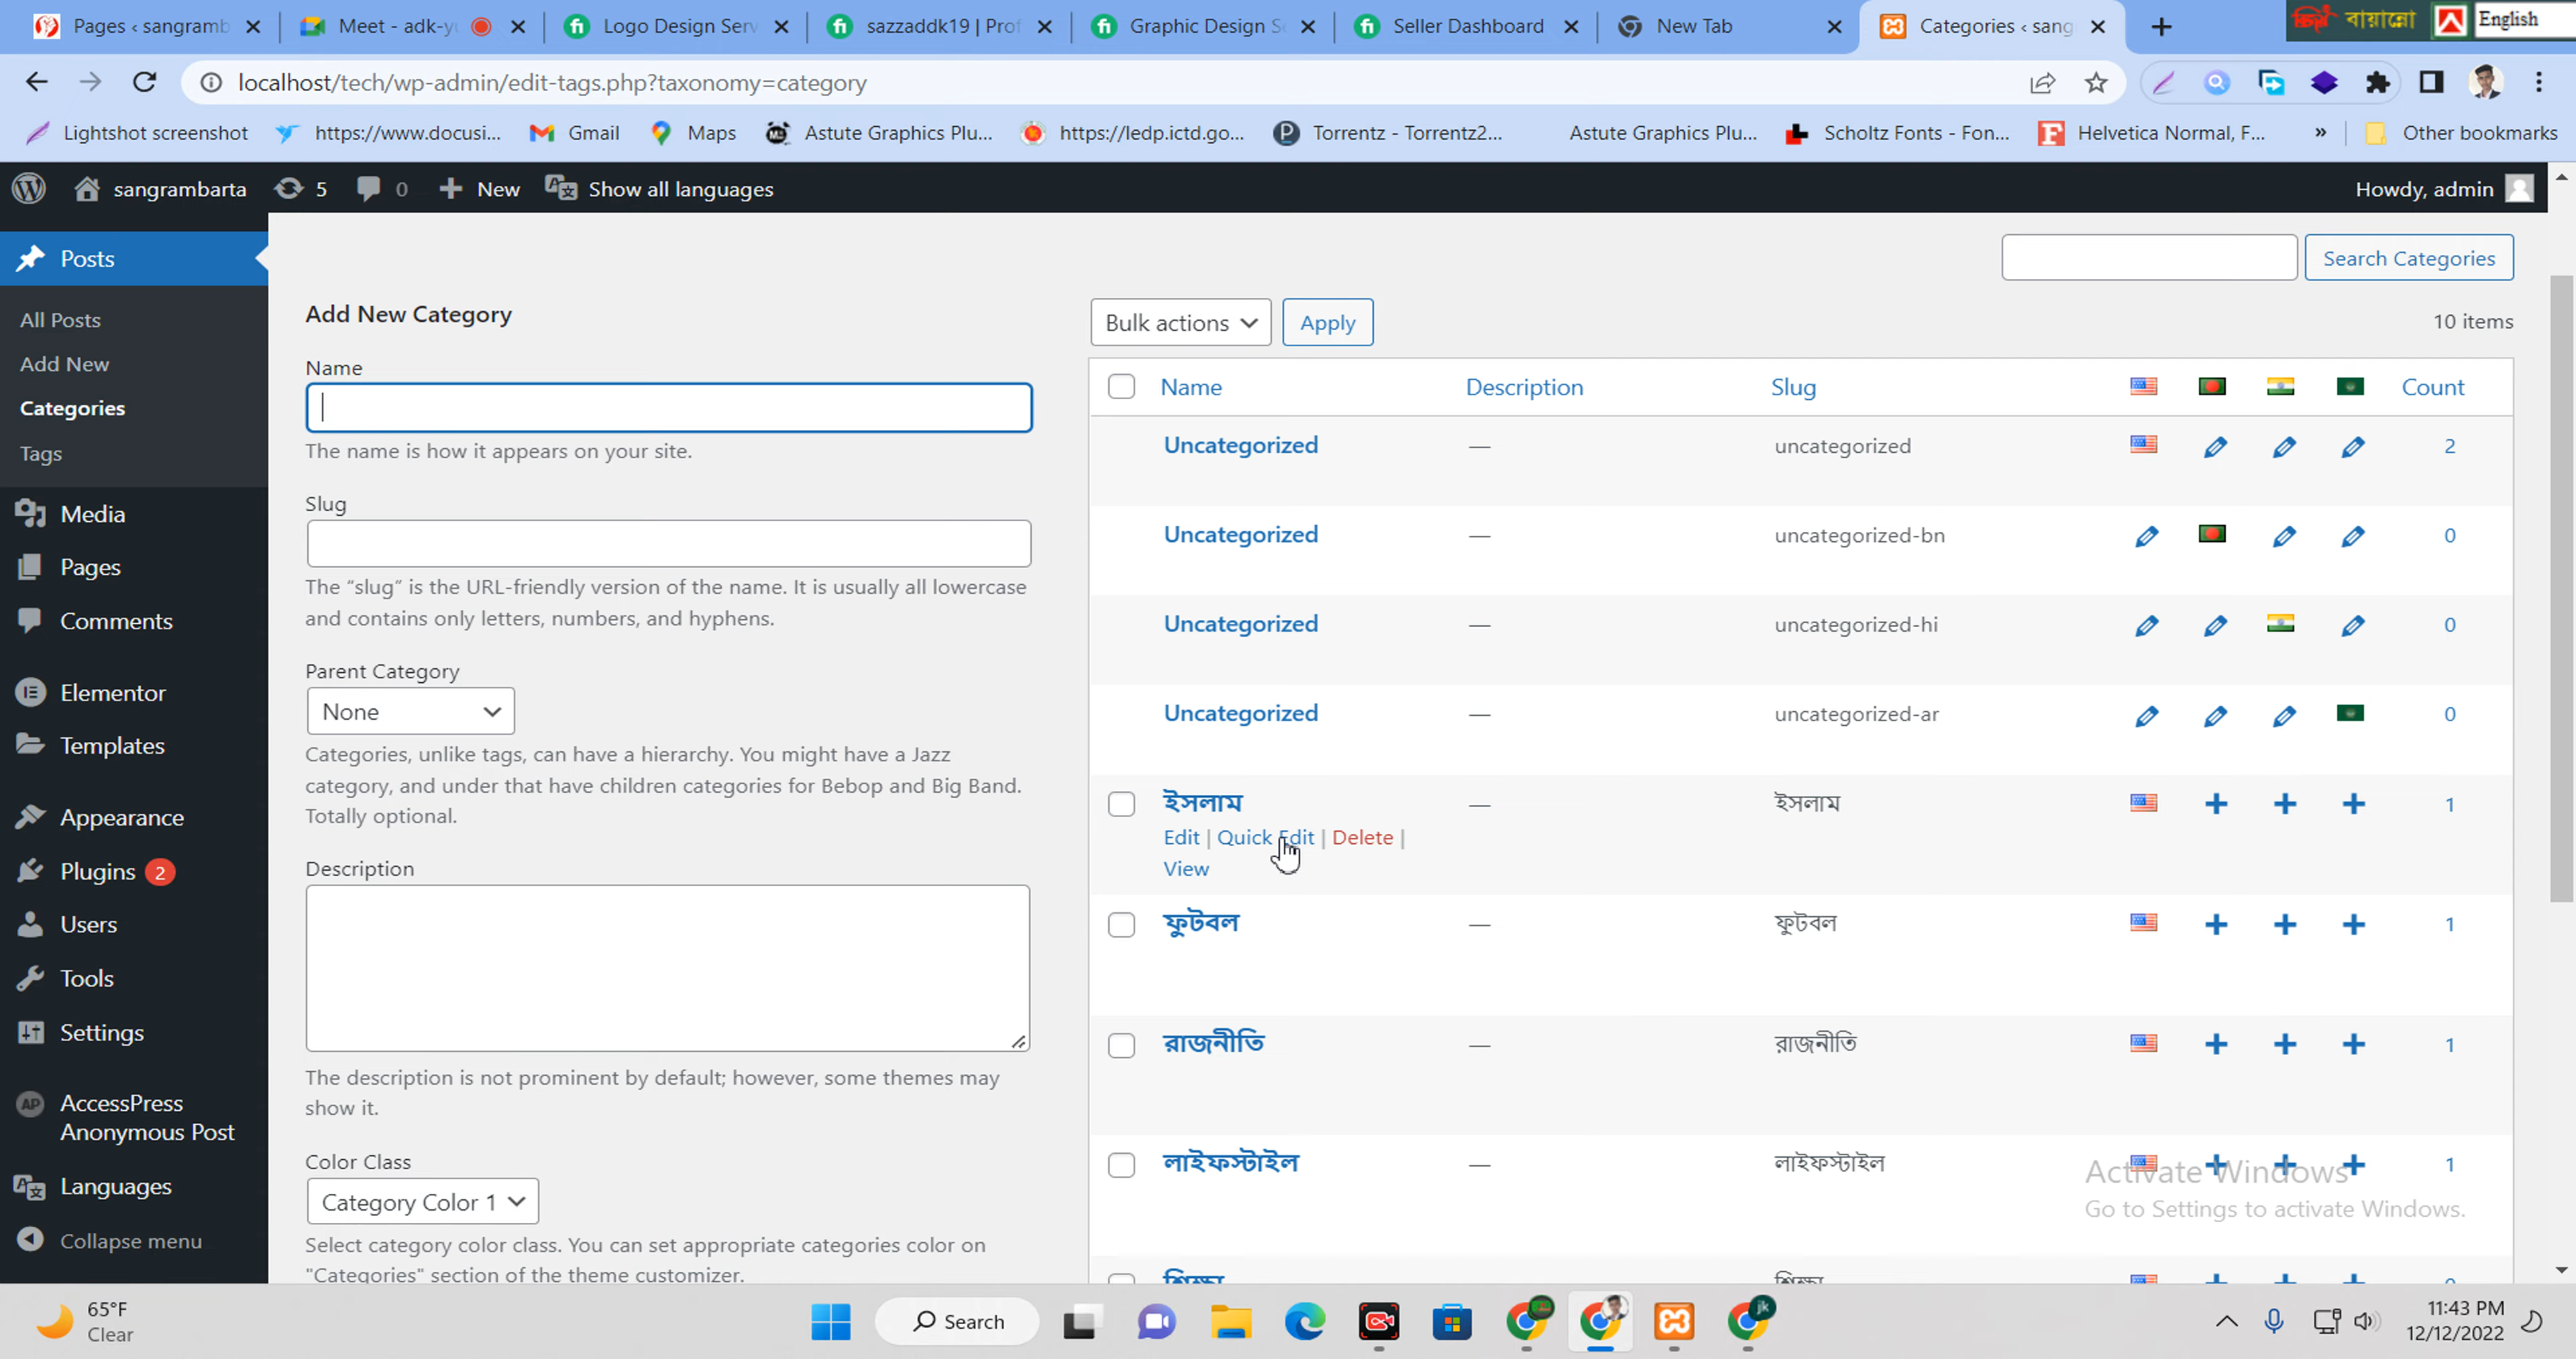 Pages ‹ sangramb
Meet - adk-y
Logo Design Serv
sazzaddk19 | Prof
Graphic Design S
Seller Dashboard
New Tab
Categories ‹ sang
বায়ান্নো
English
localhost/tech/wp-admin/edit-tags.php?taxonomy=category
Lightshot screenshot
https://www.docusi...
Gmail
Maps
Astute Graphics Plu...
https://ledp.ictd.go...
Torrentz - Torrentz2...
Astute Graphics Plu...
Scholtz Fonts - Fon...
Helvetica Normal, F...
»
Other bookmarks
sangrambarta
5
0
New
Show all languages
Howdy, admin
Posts
All Posts
Add New
Categories
Tags
Media
Pages
Comments
Elementor
Templates
Appearance
Plugins 2
Users
Tools
Settings
AccessPress
Anonymous Post
Languages
Collapse menu
Search Categories
Add New Category
Name
The name is how it appears on your site.
Slug
The “slug” is the URL-friendly version of the name. It is usually all lowercase
and contains only letters, numbers, and hyphens.
Parent Category
None
Categories, unlike tags, can have a hierarchy. You might have a Jazz
category, and under that have children categories for Bebop and Big Band.
Totally optional.
Description
The description is not prominent by default; however, some themes may
show it.
Color Class
Category Color 1
Select category color class. You can set appropriate categories color on
"Categories" section of the theme customizer.
Bulk actions
Apply
10 items
Name Description Slug Count
Uncategorized — uncategorized 2
Uncategorized — uncategorized-bn 0
Uncategorized — uncategorized-hi 0
Uncategorized — uncategorized-ar 0
ইসলাম — ইসলাম 1
Edit | Quick Edit | Delete |
View
ফুটবল — ফুটবল 1
রাজনীতি — রাজনীতি 1
লাইফস্টাইল — লাইফস্টাইল 1
Activate Windows
Go to Settings to activate Windows.
শিক্ষা শিক্ষা
65°F
Clear
Search
jk
11:43 PM
12/12/2022